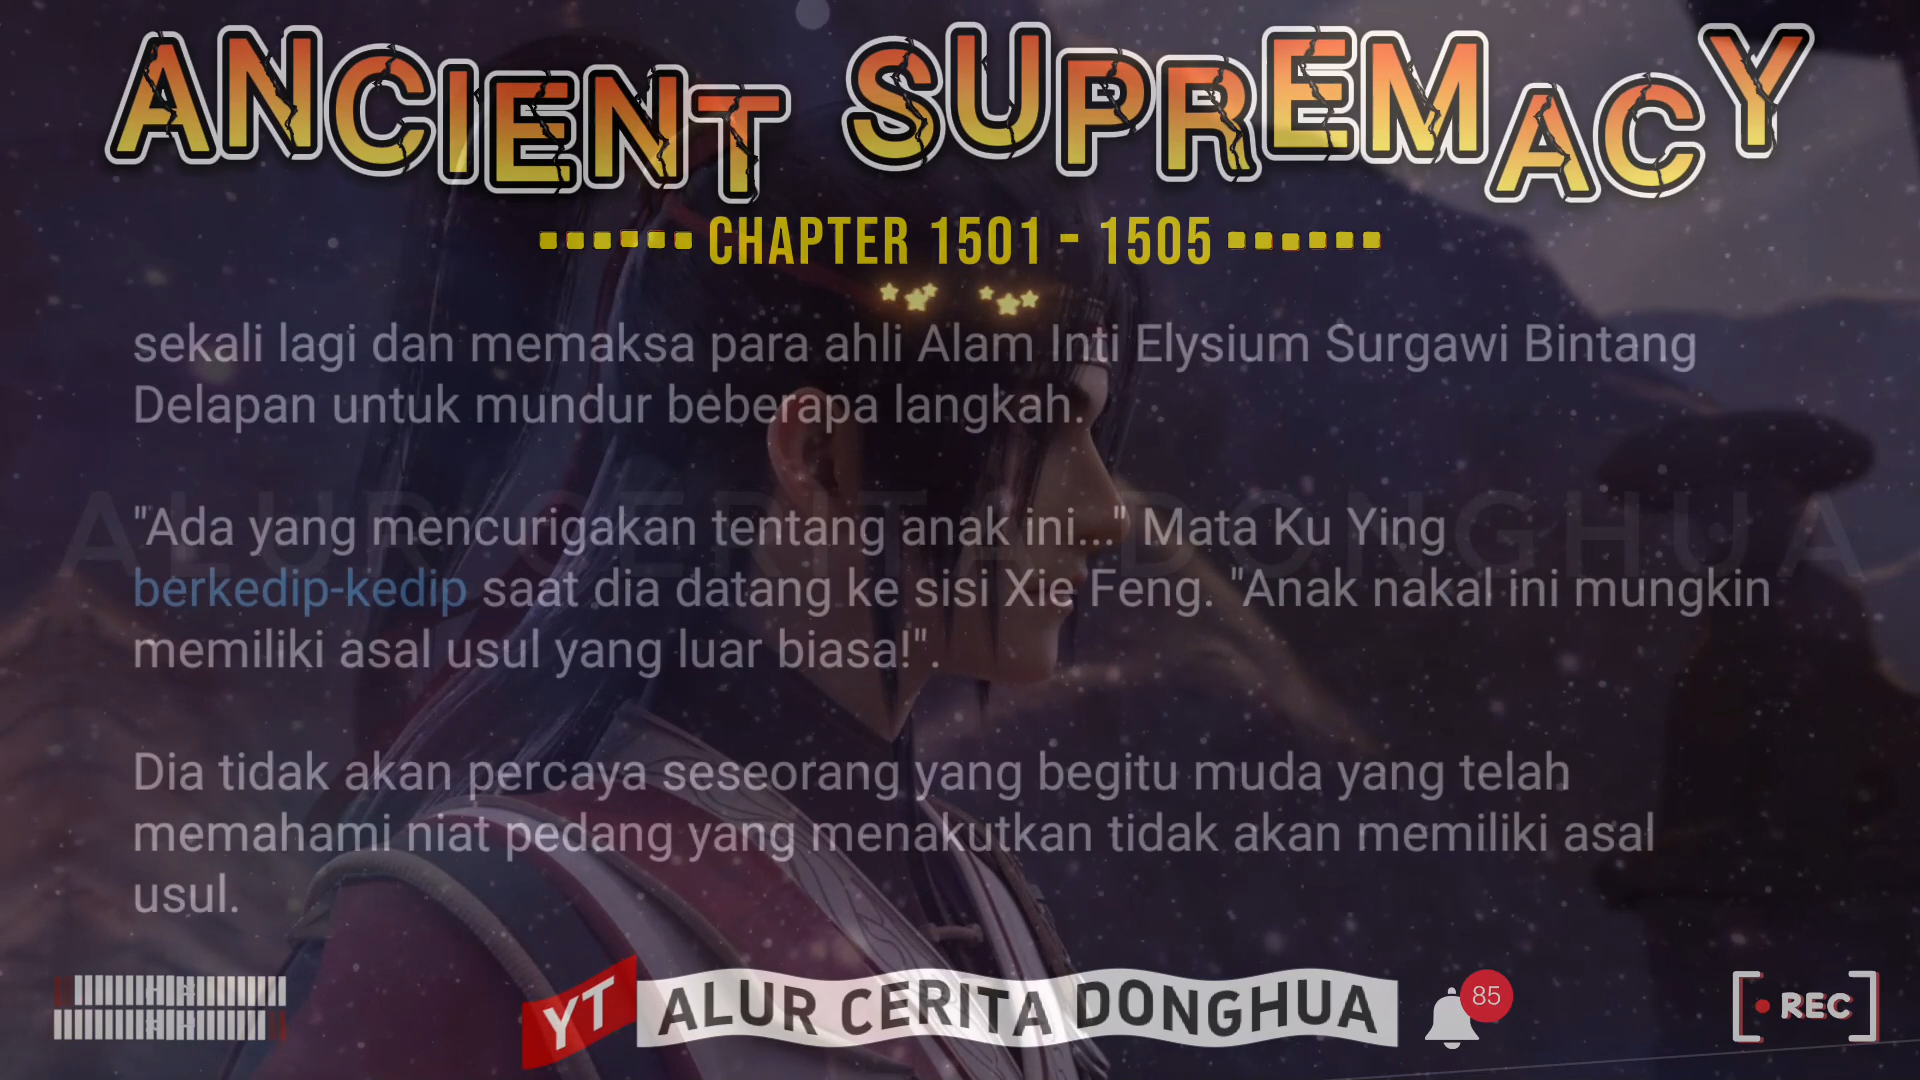 ANCIENT SUPREMACY
CHAPTER 1501 - 1505
sekali lagi dan memaksa para ahli Alam Inti Elysium Surgawi Bintang
Delapan untuk mundur beberapa langkah.
ALUR CERITA DONGHUA
"Ada yang mencurigakan tentang anak ini..." Mata Ku Ying
berkedip-kedip saat dia datang ke sisi Xie Feng. "Anak nakal ini mungkin
memiliki asal usul yang luar biasa!".
Dia tidak akan percaya seseorang yang begitu muda yang telah
memahami niat pedang yang menakutkan tidak akan memiliki asal
usul.
YT ALUR CERITA DONGHUA
85
REC